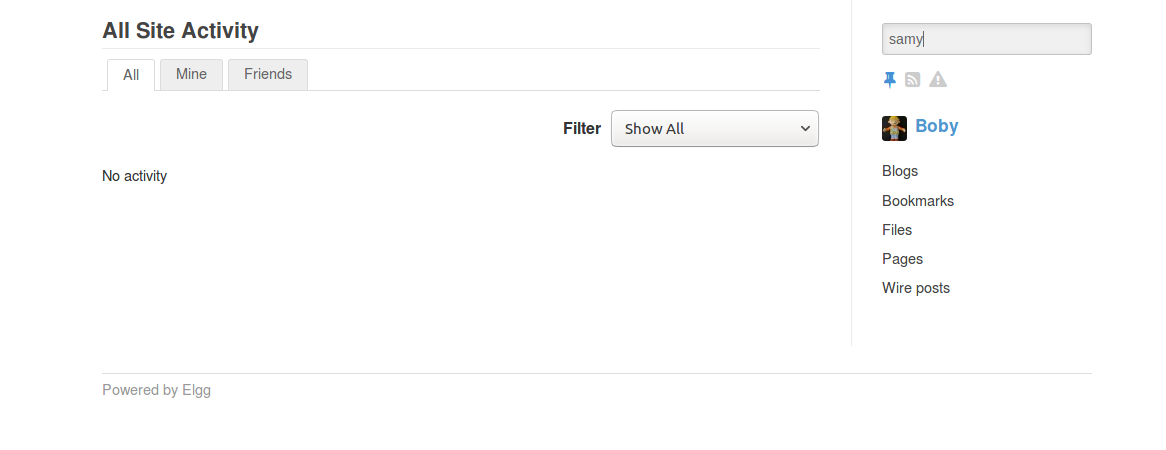 All Site Activity
All Mine Friends
Filter Show All
No activity
samy
Boby
Blogs
Bookmarks
Files
Pages
Wire posts
Powered by Elgg